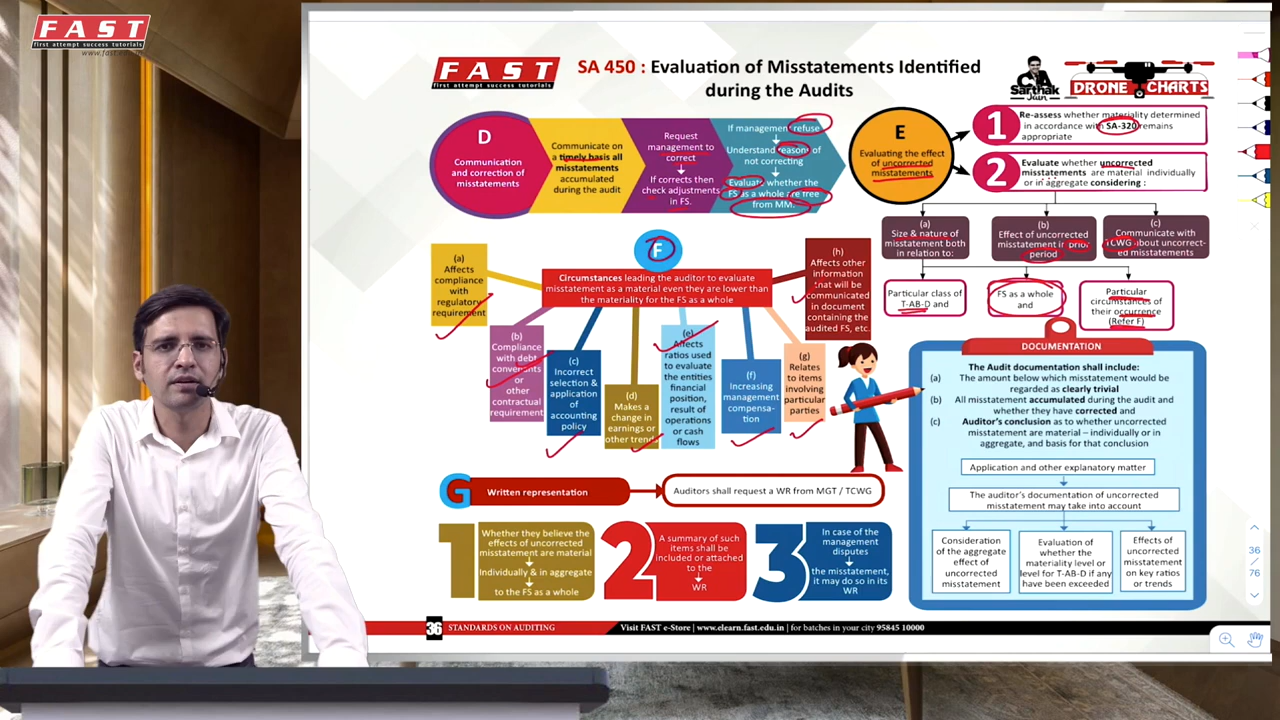 FAST
first attempt success tutorials
FAST
first attempt success tutorials
SA 450 : Evaluation of Misstatements Identified
during the Audits
CA
Sarthak
Jain
DRONE CHARTS
D
Communication
and correction of
misstatements
Communicate on
a timely basis all
misstatements
accumulated
during the audit
Request
management to
correct
If corrects then
check adjustments
in FS.
If management refuse
Understand reasons of
not correcting
Evaluate whether the
FS as a whole are free
from MM.
E
Evaluating the effect
of uncorrected
misstatements
1
Re-assess whether materiality determined
in accordance with SA-320 remains
appropriate
2
Evaluate whether uncorrected
misstatements are material individually
or in aggregate considering :
(a)
Size & nature of
misstatement both
in relation to:
(b)
Effect of uncorrected
misstatement in prior
period
(c)
Communicate with
TCWG about uncorrect-
ed misstatements
Particular class of
T-AB-D and
FS as a whole
and
Particular
circumstances of
their occurrence
(Refer F)
F
Circumstances leading the auditor to evaluate
misstatement as a material even they are lower than
the materiality for the FS as a whole
(a)
Affects
compliance
with
regulatory
requirement
(b)
Compliance
with debt
convenants
or
other
contractual
requirement
(c)
Incorrect
selection &
application
of
accounting
policy
(d)
Makes a
change in
earnings or
other trends
(e)
Affects
ratios used
to evaluate
the entities
financial
position,
result of
operations
or cash
flows
(f)
Increasing
management
compensa-
tion
(g)
Relates
to items
involving
particular
parties
(h)
Affects other
information
that will be
communicated
in document
containing the
audited FS, etc.
DOCUMENTATION
The Audit documentation shall include:
(a) The amount below which misstatement would be
regarded as clearly trivial
(b) All misstatement accumulated during the audit and
whether they have corrected and
(c) Auditor's conclusion as to whether uncorrected
misstatement are material – individually or in
aggregate, and basis for that conclusion
Application and other explanatory matter
The auditor's documentation of uncorrected
misstatement may take into account
Consideration
of the aggregate
effect of
uncorrected
misstatement
Evaluation of
whether the
materiality level or
level for T-AB-D if any
have been exceeded
Effects of
uncorrected
misstatement
on key ratios
or trends
G
Written representation
Auditors shall request a WR from MGT / TCWG
1
Whether they believe the
effects of uncorrected
misstatement are material
Individually & in aggregate
to the FS as a whole
2
A summary of such
items shall be
included or attached
to the
WR
3
In case of the
management
disputes
the misstatement,
it may do so in its
WR
36 STANDARDS ON AUDITING
Visit FAST e-Store | www.elearn.fast.edu.in | for batches in your city 95845 10000
36
/
76